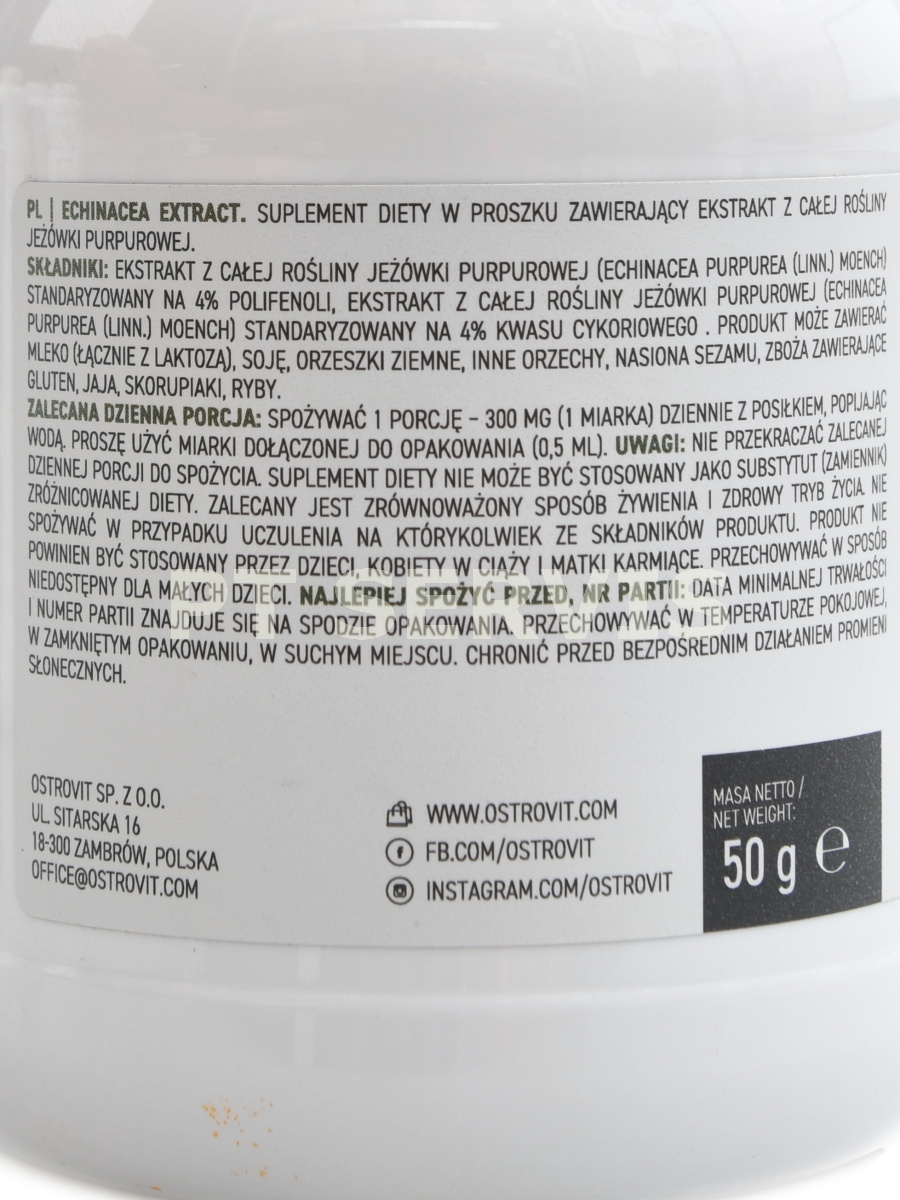 PL | ECHINACEA EXTRACT. SUPLEMENT DIETY W PROSZKU ZAWIERAJĄCY EKSTRAKT Z CAŁEJ ROŚLINY
JEŻÓWKI PURPUROWEJ.
SKŁADNIKI: EKSTRAKT Z CAŁEJ ROŚLINY JEŻÓWKI PURPUROWEJ (ECHINACEA PURPUREA (LINN.) MOENCH)
STANDARYZOWANY NA 4% POLIFENOLI, EKSTRAKT Z CAŁEJ ROŚLINY JEŻÓWKI PURPUROWEJ (ECHINACEA
PURPUREA (LINN.) MOENCH) STANDARYZOWANY NA 4% KWASU CYKORIOWEGO . PRODUKT MOŻE ZAWIERAĆ
MLEKO (ŁĄCZNIE Z LAKTOZĄ), SOJĘ, ORZESZKI ZIEMNE, INNE ORZECHY, NASIONA SEZAMU, ZBOŻA ZAWIERAJĄCE
GLUTEN, JAJA, SKORUPIAKI, RYBY.
ZALECANA DZIENNA PORCJA: SPOŻYWAĆ 1 PORCJĘ – 300 MG (1 MIARKA) DZIENNIE Z POSIŁKIEM, POPIJAJĄC
WODĄ. PROSZĘ UŻYĆ MIARKI DOŁĄCZONEJ DO OPAKOWANIA (0,5 ML). UWAGI: NIE PRZEKRACZAĆ ZALECANEJ
DZIENNEJ PORCJI DO SPOŻYCIA. SUPLEMENT DIETY NIE MOŻE BYĆ STOSOWANY JAKO SUBSTYTUT (ZAMIENNIK)
ZRÓŻNICOWANEJ DIETY. ZALECANY JEST ZRÓWNOWAŻONY SPOSÓB ŻYWIENIA I ZDROWY TRYB ŻYCIA. NIE
SPOŻYWAĆ W PRZYPADKU UCZULENIA NA KTÓRYKOLWIEK ZE SKŁADNIKÓW PRODUKTU. PRODUKT NIE
POWINIEN BYĆ STOSOWANY PRZEZ DZIECI, KOBIETY W CIĄŻY I MATKI KARMIĄCE. PRZECHOWYWAĆ W SPOSÓB
NIEDOSTĘPNY DLA MAŁYCH DZIECI. NAJLEPIEJ SPOŻYĆ PRZED, NR PARTII: DATA MINIMALNEJ TRWAŁOŚCI
I NUMER PARTII ZNAJDUJE SIĘ NA SPODZIE OPAKOWANIA. PRZECHOWYWAĆ W TEMPERATURZE POKOJOWEJ,
W ZAMKNIĘTYM OPAKOWANIU, W SUCHYM MIEJSCU. CHRONIĆ PRZED BEZPOŚREDNIM DZIAŁANIEM PROMIENI
SŁONECZNYCH.
PT SERVIS
OSTROVIT SP. Z O.O.
UL. SITARSKA 16
18-300 ZAMBRÓW, POLSKA
OFFICE@OSTROVIT.COM
WWW.OSTROVIT.COM
FB.COM/OSTROVIT
INSTAGRAM.COM/OSTROVIT
MASA NETTO /
NET WEIGHT:
50 g ℮